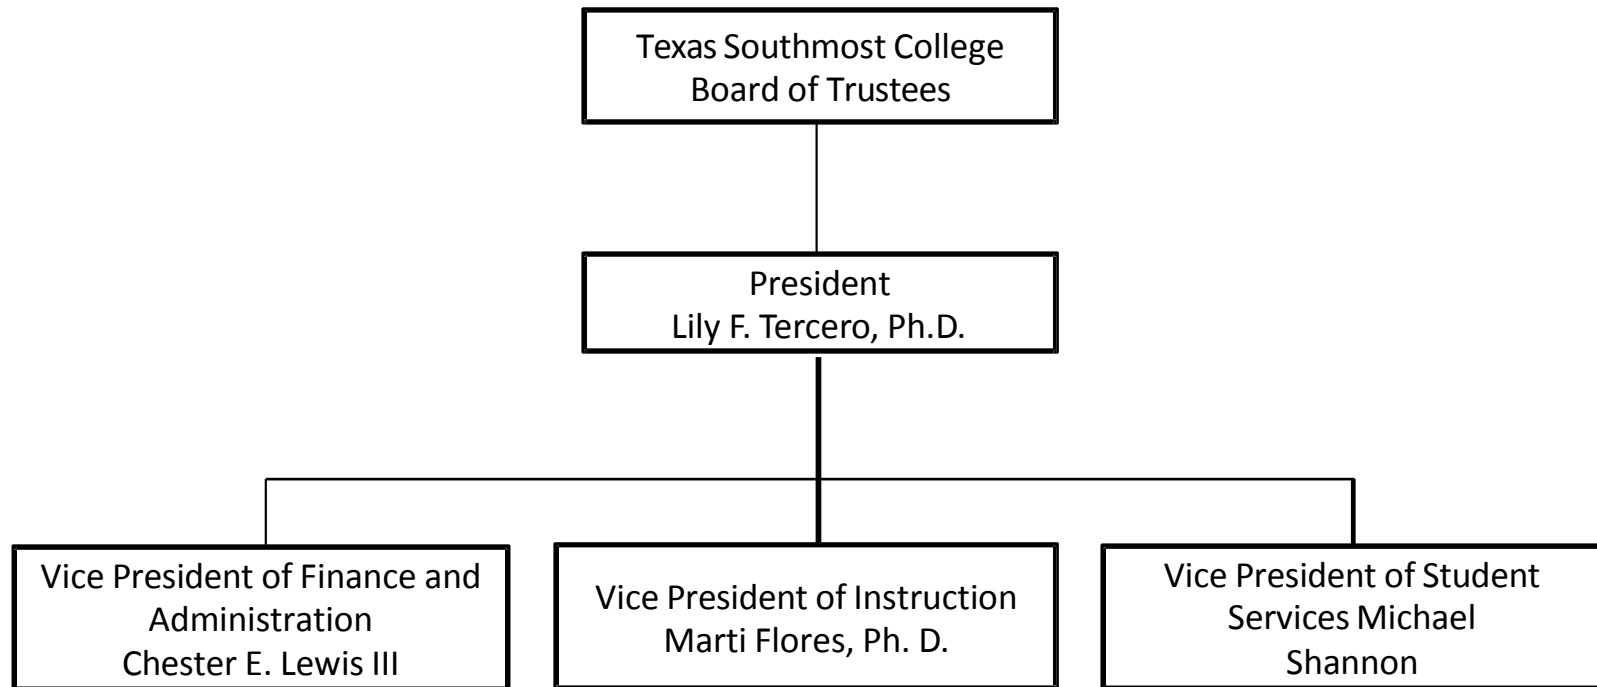 Texas Southmost College
Board of Trustees
President
Lily F. Tercero, Ph.D.
Vice President of Finance and
Administration
Chester E. Lewis III
Vice President of Instruction
Marti Flores, Ph. D.
Vice President of Student
Services Michael
Shannon